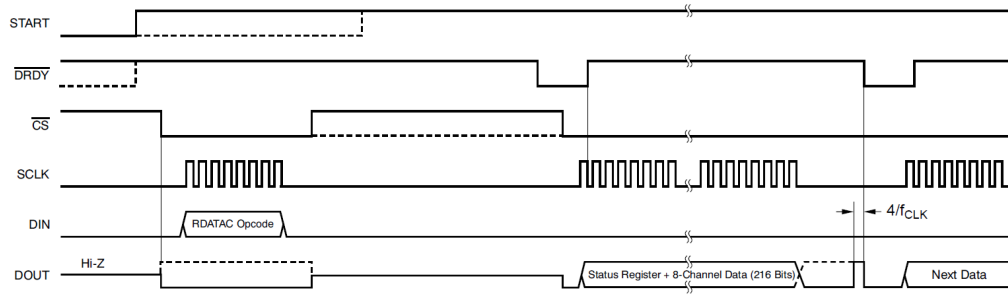 START
DRDY
CS
SCLK
DIN
RDATAC Opcode
4/fCLK
Hi-Z
DOUT
Status Register + 8-Channel Data (216 Bits)
Next Data